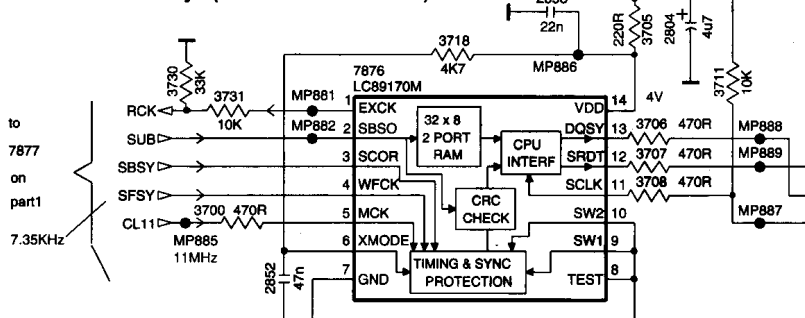 22n
220R
3705
2804
4u7
3718
4K7
MP886
3730
33K
7876
LC89170M
3711
10K
to
7877
on
part1
7.35KHz
RCK
3731
10K
MP881
1
EXCK
VDD
14
4V
SUB
MP882
2
SBSO
32 x 8
2 PORT
RAM
CPU
INTERF
DQSY
13
3706
470R
MP888
SBSY
3
SCOR
SRDT
12
3707
470R
MP889
SFSY
4
WFCK
SCLK
11
3708
470R
CRC
CHECK
CL11
3700
470R
5
MCK
SW2
10
MP887
MP885
11MHz
6
XMODE
SW1
9
2852
47n
7
GND
TIMING & SYNC
PROTECTION
TEST
8